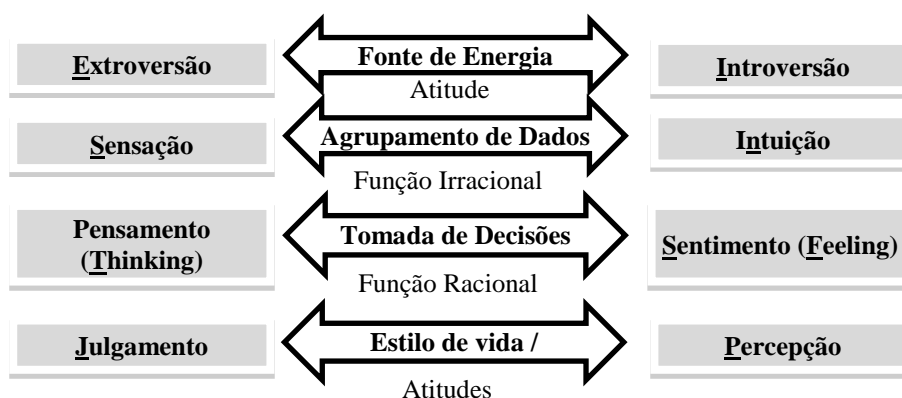 Extroversão
Fonte de Energia
Introversão
Atitude
Sensação
Agrupamento de Dados
Intuição
Função Irracional
Pensamento
(Thinking)
Tomada de Decisões
Sentimento (Feeling)
Função Racional
Julgamento
Estilo de vida /
Percepção
Atitudes